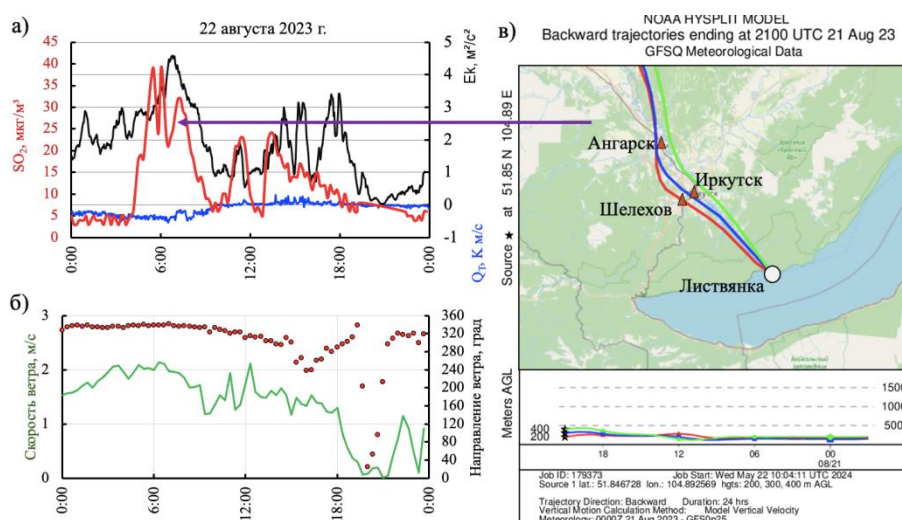 а)
22 августа 2023 г.
SO₂, мкг/м³
45
40
35
30
25
20
15
10
5
0
5
4
3
2
1
0
-1
Ek, м²/с²
Qт, К м/с
0:00 6:00 12:00 18:00 0:00
б)
Скорость ветра, м/с
3
2
1
0
360
320
280
240
200
160
120
80
40
0
Направление ветра, град
0:00 6:00 12:00 18:00 0:00
в)
NOAA HYSPLIT MODEL
Backward trajectories ending at 2100 UTC 21 Aug 23
GFSQ Meteorological Data
Source ★ at 51.85 N 104.89 E
Ангарск
Иркутск
Шелехов
Листвянка
Meters AGL
1500
1000
500
400
200
18 12 06 00
08/21
Job ID: 179373 Job Start: Wed May 22 10:04:11 UTC 2024
Source 1 lat.: 51.846728 lon.: 104.892569 hgts: 200, 300, 400 m AGL
Trajectory Direction: Backward Duration: 24 hrs
Vertical Motion Calculation Method: Model Vertical Velocity
Meteorology: 0000Z 21 Aug 2023 - GFS0p25